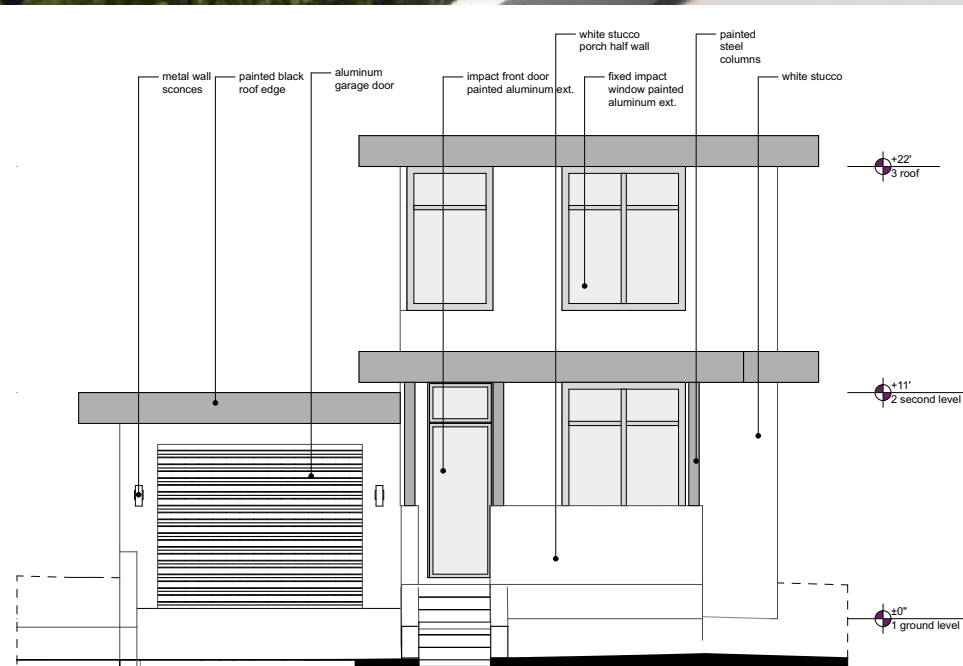 white stucco
porch half wall
painted
steel
columns
metal wall
sconces
painted black
roof edge
aluminum
garage door
impact front door
painted aluminum ext.
fixed impact
window painted
aluminum ext.
white stucco
+22'
3 roof
+11'
2 second level
±0"
1 ground level